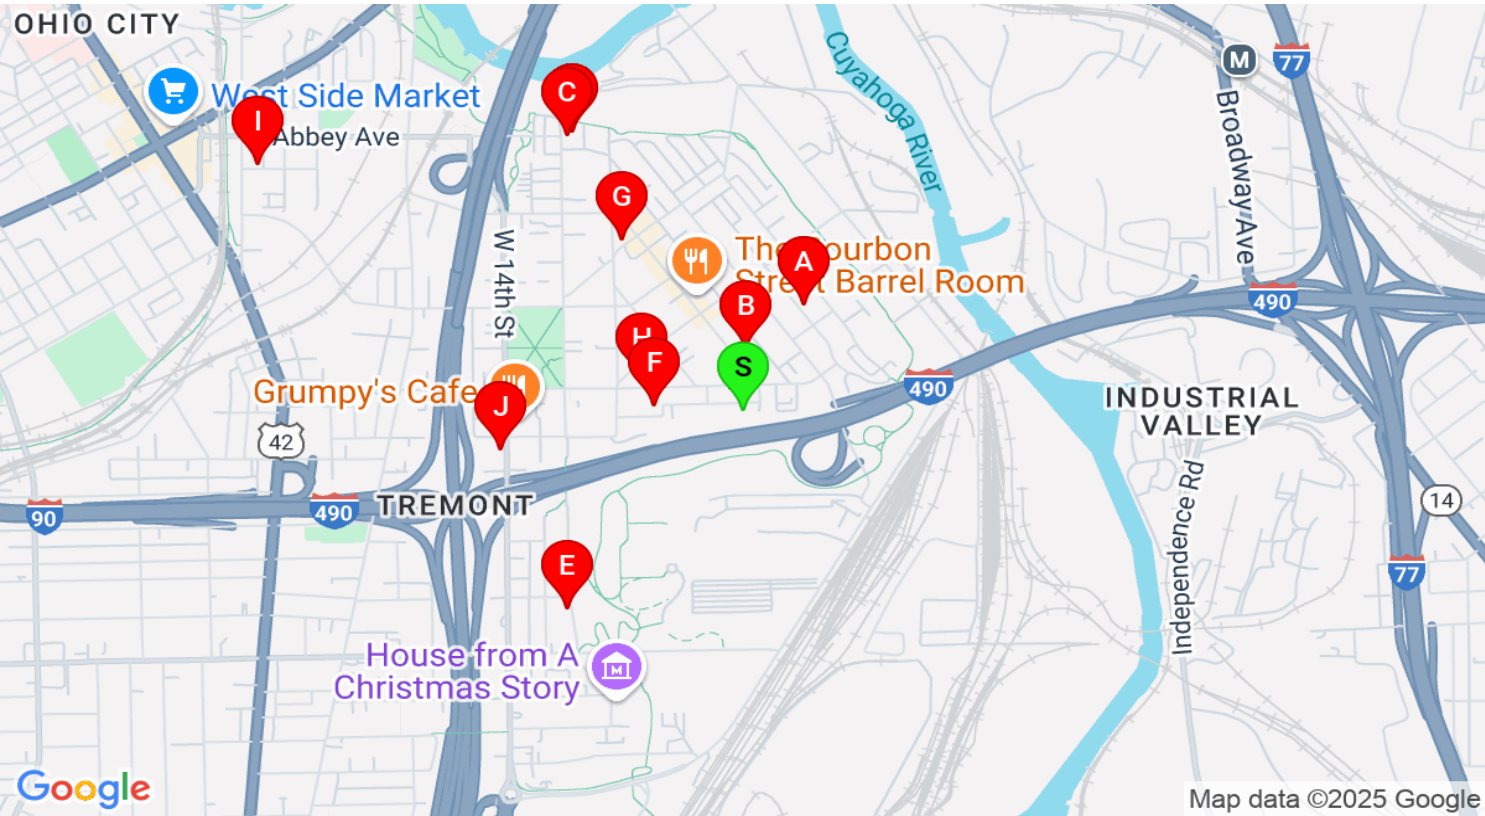 OHIO CITY
West Side Market
I
Abbey Ave
C
Cuyahoga River
M
77
Broadway Ave
G
W 14th St
The Bourbon
Street Barrel Room
A
B
490
H
F
S
Grumpy's Cafe
J
490
INDUSTRIAL
VALLEY
42
90
490
TREMONT
14
Independence Rd
77
E
House from A
Christmas Story
Google
Map data ©2025 Google